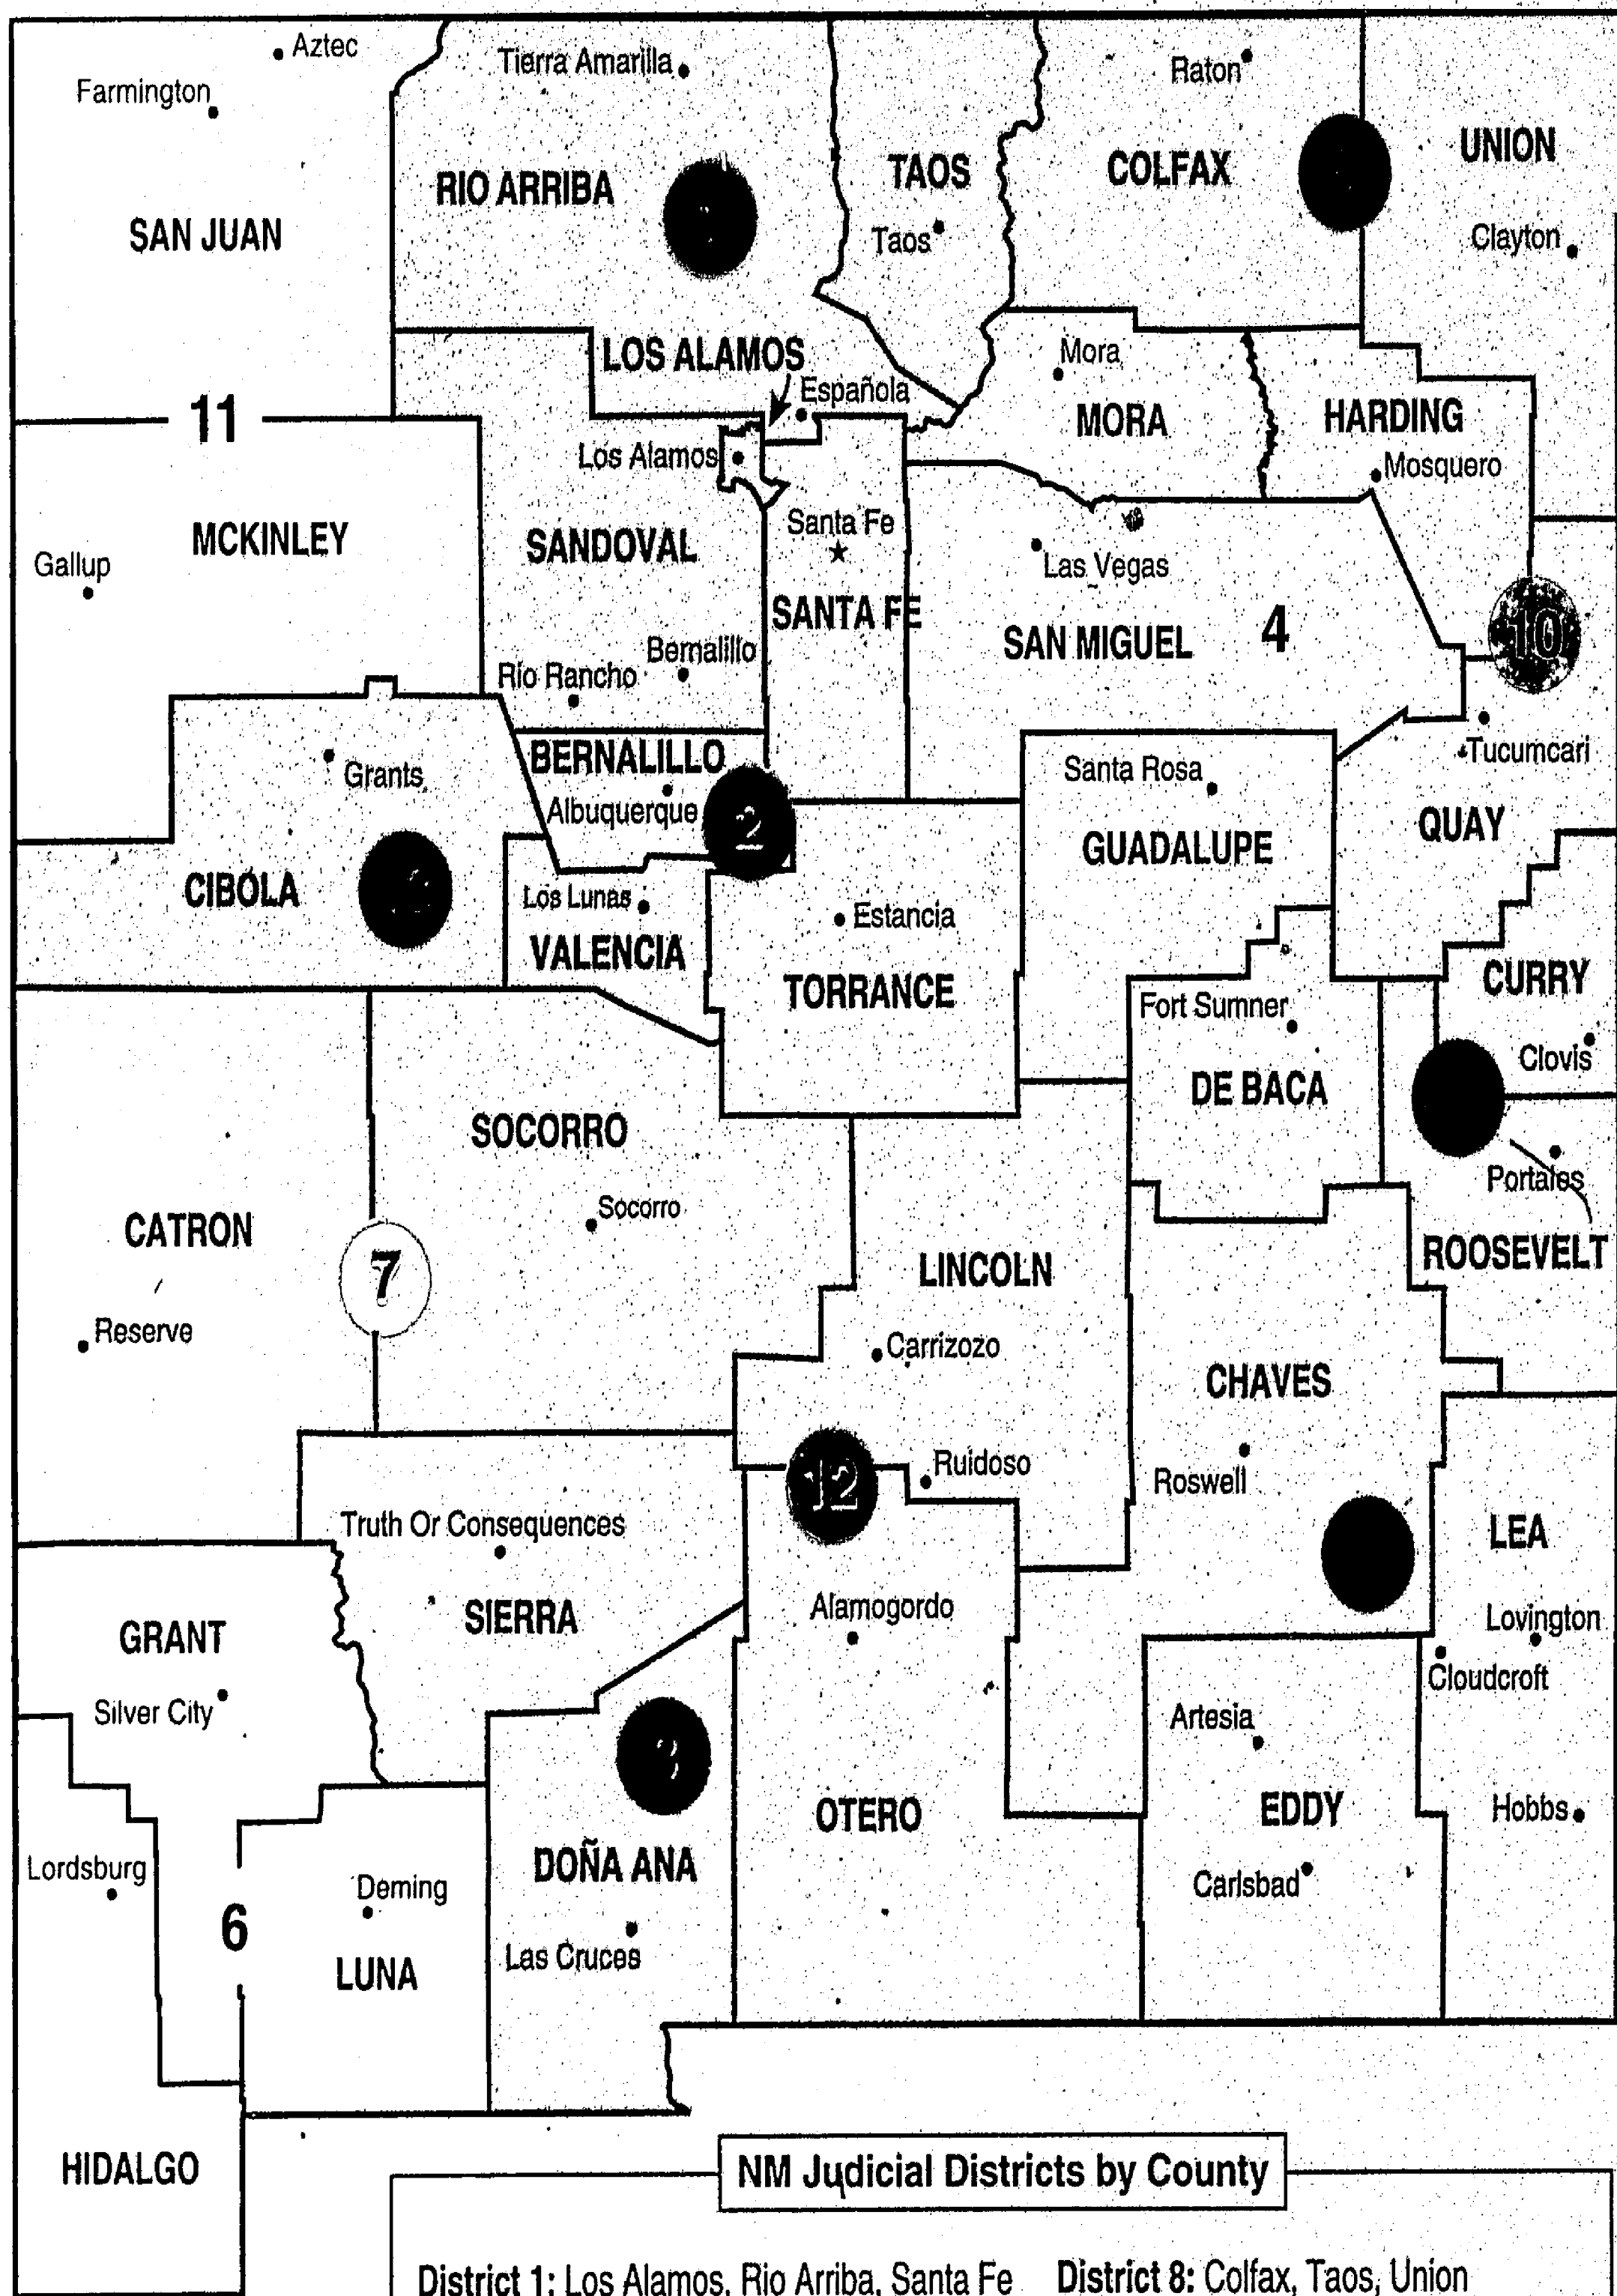 Aztec
Farmington
Tierra Amarilla
Raton
UNION
TAOS
COLFAX
RIO ARRIBA
SAN JUAN
Taos
Clayton
LOS ALAMOS
Mora
Española
11
MORA
HARDING
Los Alamos
Mosquero
Santa Fe
MCKINLEY
SANDOVAL
Gallup
Las Vegas
SANTA FE
SAN MIGUEL
4
10
Bernalillo
Rio Rancho
BERNALILLO
Tucumcari
Grants
Santa Rosa
Albuquerque
2
QUAY
GUADALUPE
CIBOLA
Los Lunas
Estancia
VALENCIA
TORRANCE
CURRY
Fort Sumner
Clovis
DE BACA
SOCORRO
Portales
Socorro
CATRON
ROOSEVELT
LINCOLN
7
Reserve
Carrizozo
CHAVES
Ruidoso
12
Roswell
Truth Or Consequences
LEA
Alamogordo
SIERRA
Lovington
GRANT
Cloudcroft
Silver City
Artesia
3
OTERO
EDDY
Hobbs
DOÑA ANA
Lordsburg
Deming
Carlsbad
6
Las Cruces
LUNA
HIDALGO
NM Judicial Districts by County
District 1: Los Alamos, Rio Arriba, Santa Fe District 8: Colfax, Taos, Union